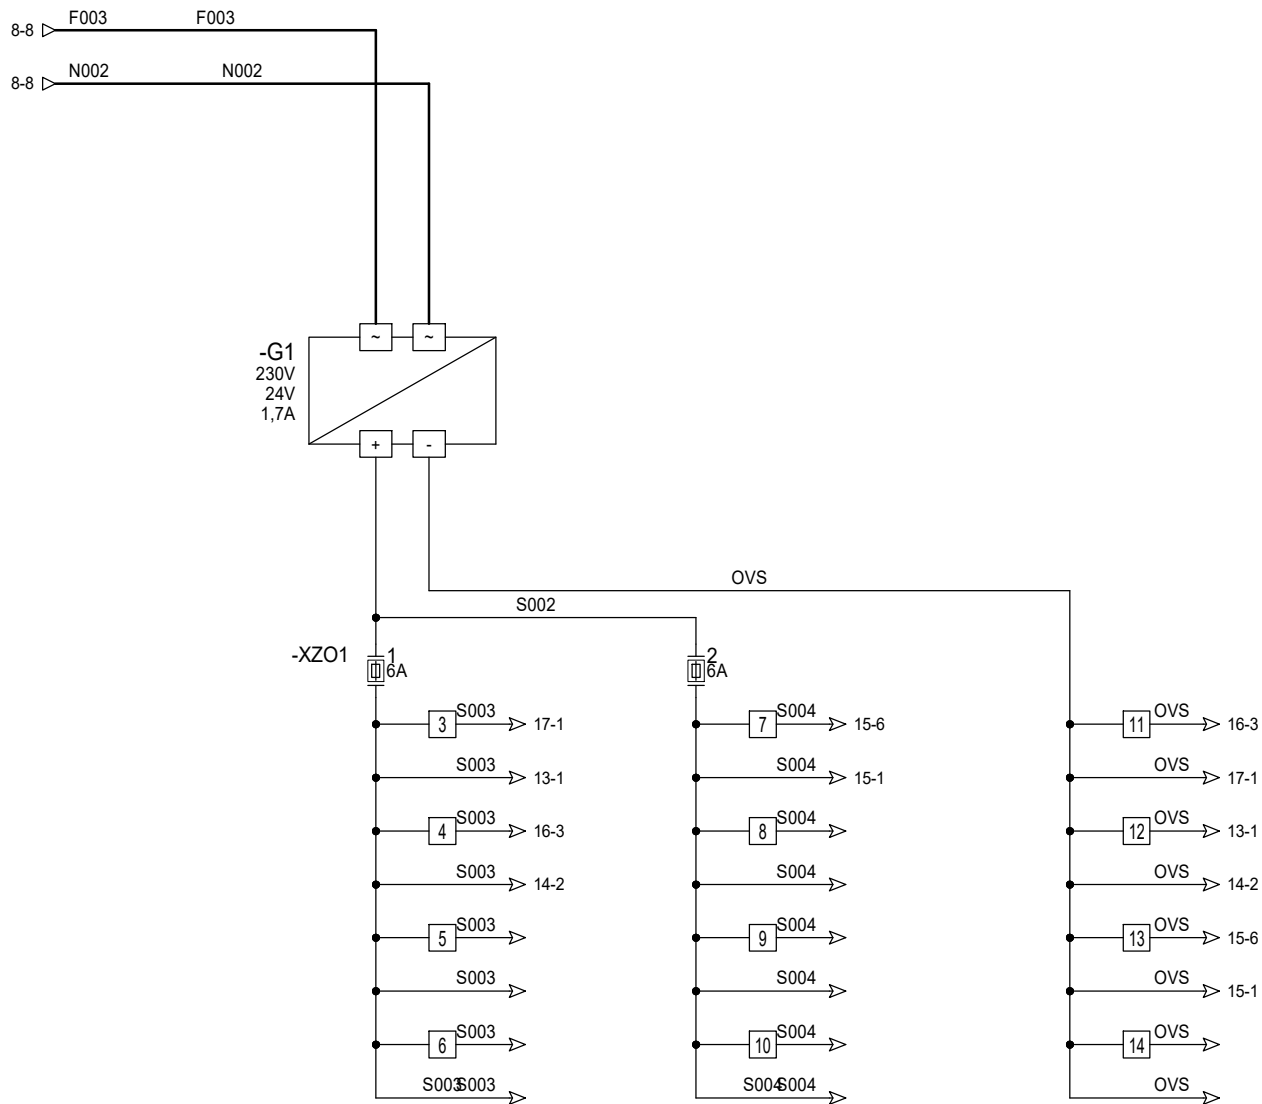 8-8 F003 F003
8-8 N002 N002
~ ~
-G1
230V
24V
1,7A
+ -
OVS
S002
-XZO1 1 6A 2 6A
3 S003 17-1 7 S004 15-6 11 OVS 16-3
S003 13-1 S004 15-1 OVS 17-1
4 S003 16-3 8 S004 12 OVS 13-1
S003 14-2 S004 OVS 14-2
5 S003 9 S004 13 OVS 15-6
S003 S004 OVS 15-1
6 S003 10 S004 14 OVS
S003 S003 S004 S004 OVS